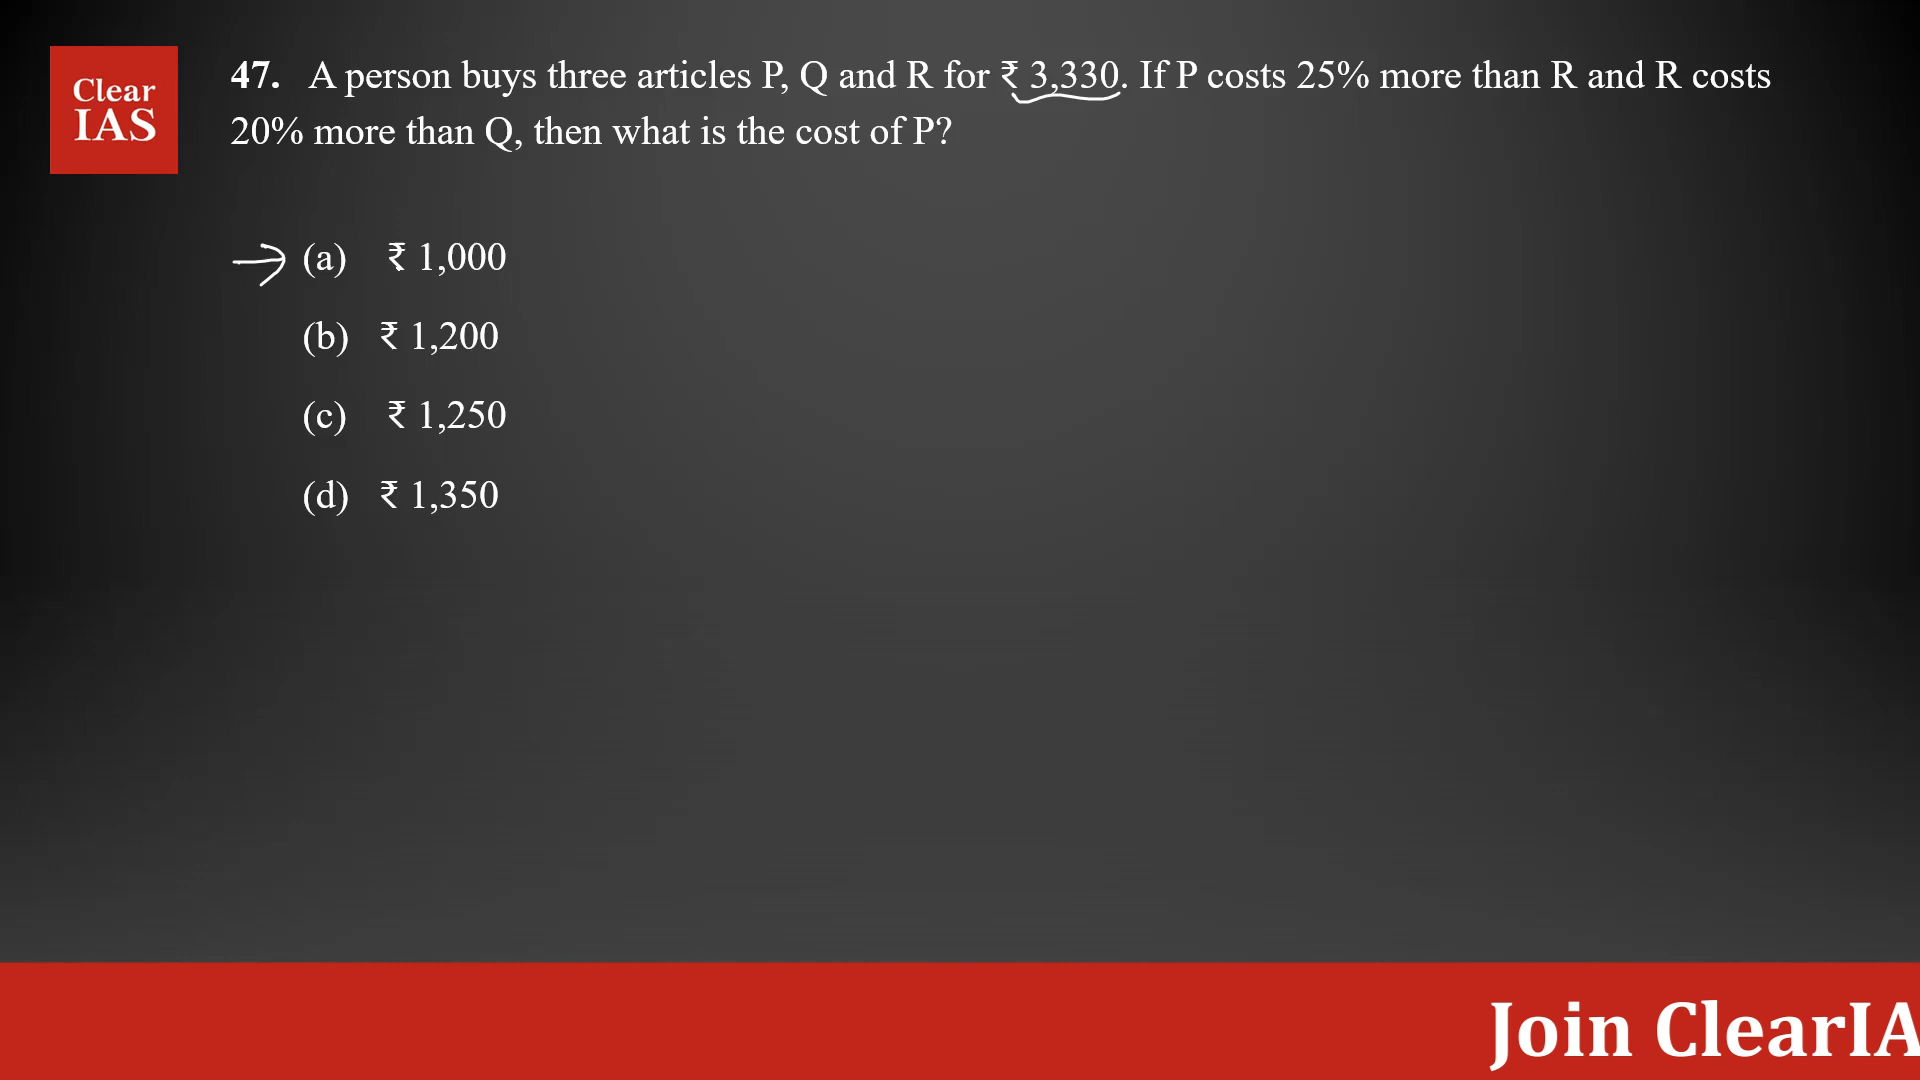 Clear
IAS
47. A person buys three articles P, Q and R for ₹ 3,330. If P costs 25% more than R and R costs
20% more than Q, then what is the cost of P?
(a) ₹ 1,000
(b) ₹ 1,200
(c) ₹ 1,250
(d) ₹ 1,350
Join ClearIA